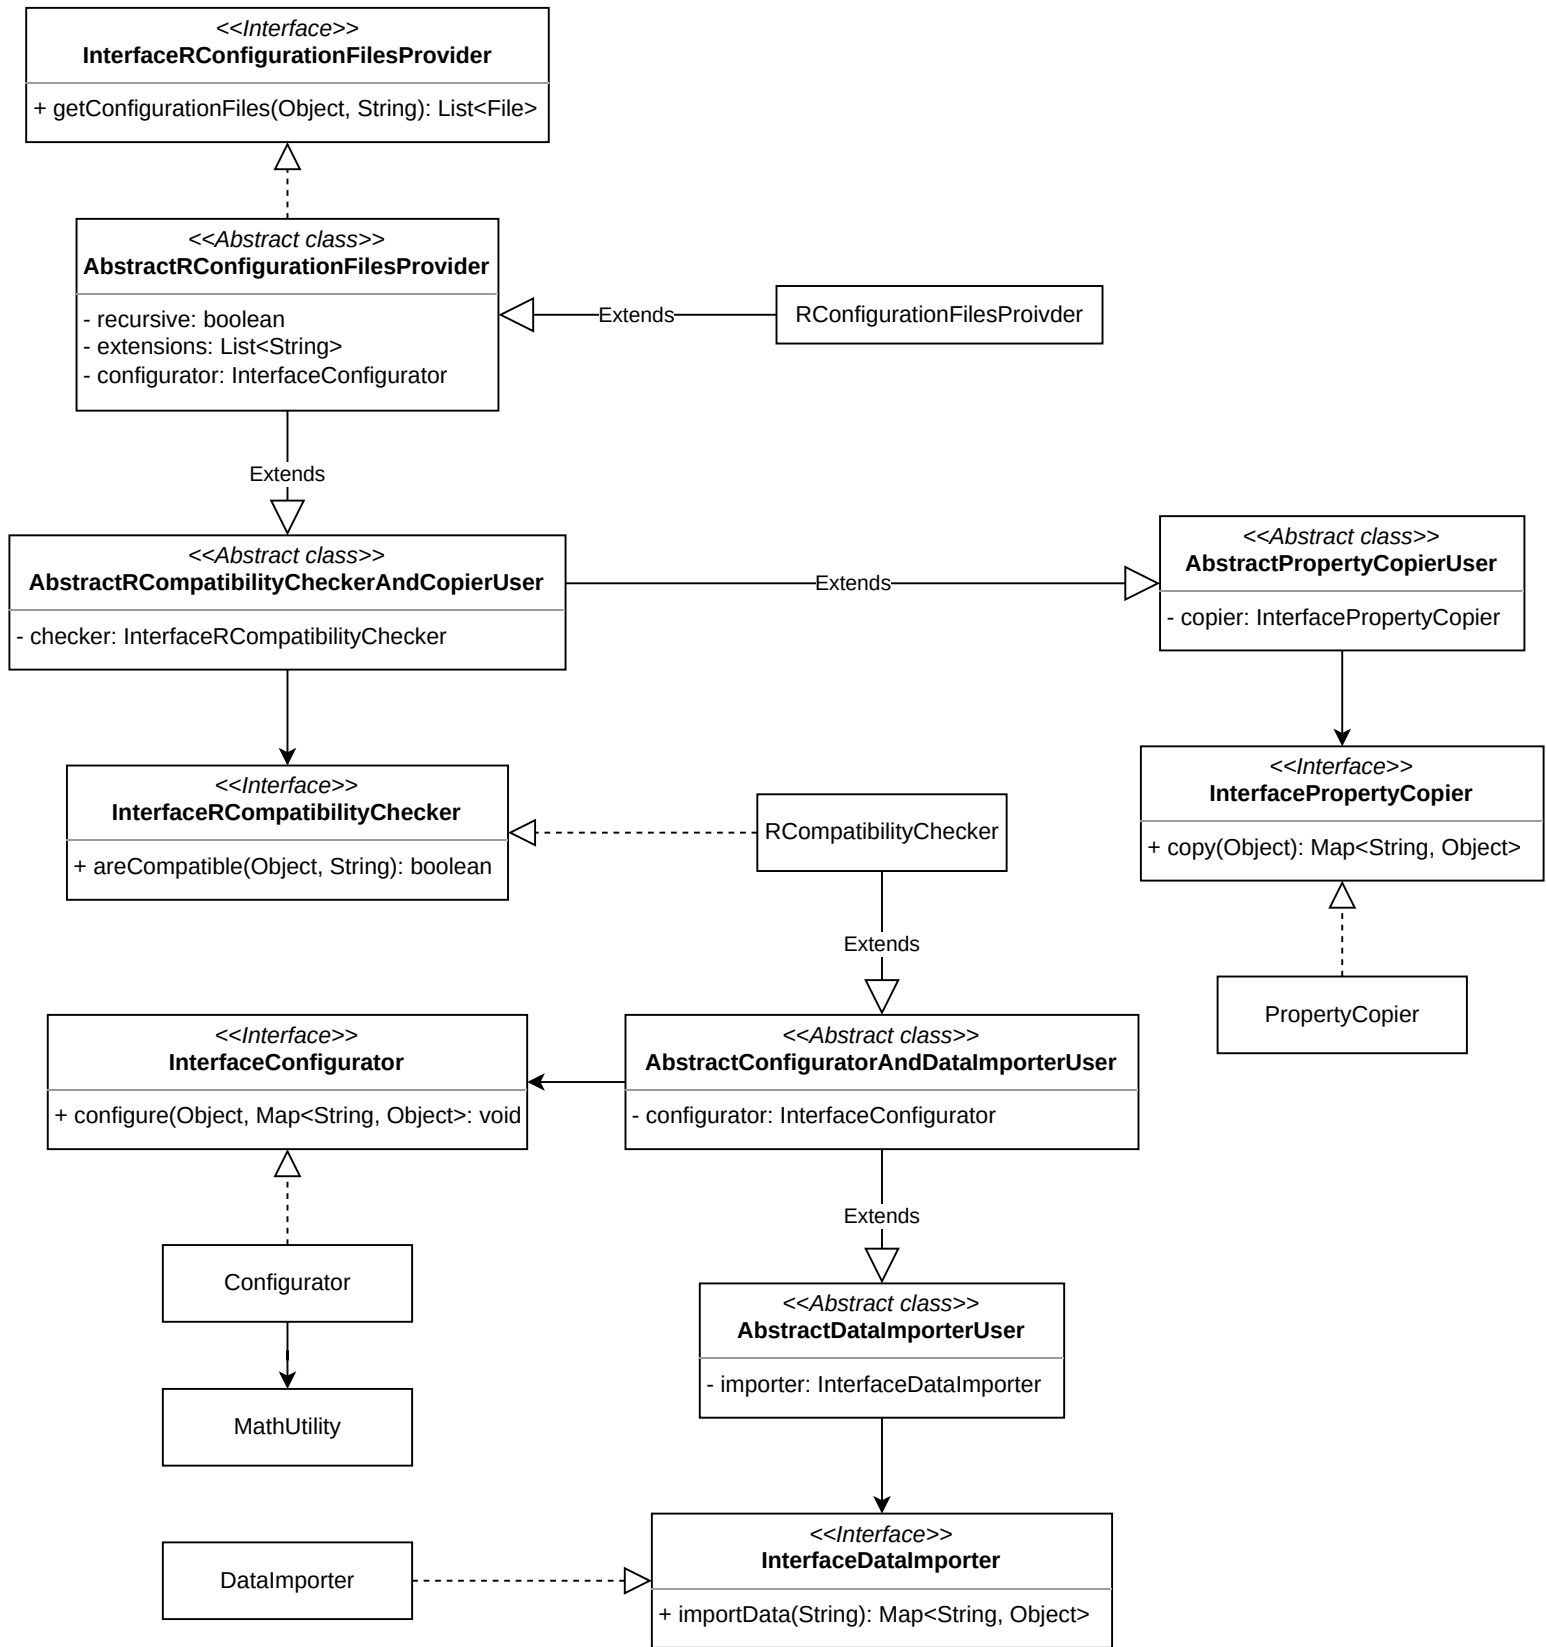 <<Interface>>
InterfaceRConfigurationFilesProvider
+ getConfigurationFiles(Object, String): List<File>
<<Abstract class>>
AbstractRConfigurationFilesProvider
- recursive: boolean
- extensions: List<String>
- configurator: InterfaceConfigurator
Extends
RConfigurationFilesProivder
Extends
<<Abstract class>>
AbstractRCompatibilityCheckerAndCopierUser
- checker: InterfaceRCompatibilityChecker
Extends
<<Abstract class>>
AbstractPropertyCopierUser
- copier: InterfacePropertyCopier
<<Interface>>
InterfaceRCompatibilityChecker
+ areCompatible(Object, String): boolean
RCompatibilityChecker
<<Interface>>
InterfacePropertyCopier
+ copy(Object): Map<String, Object>
Extends
PropertyCopier
<<Interface>>
InterfaceConfigurator
+ configure(Object, Map<String, Object>: void
<<Abstract class>>
AbstractConfiguratorAndDataImporterUser
- configurator: InterfaceConfigurator
Extends
Configurator
<<Abstract class>>
AbstractDataImporterUser
- importer: InterfaceDataImporter
MathUtility
DataImporter
<<Interface>>
InterfaceDataImporter
+ importData(String): Map<String, Object>